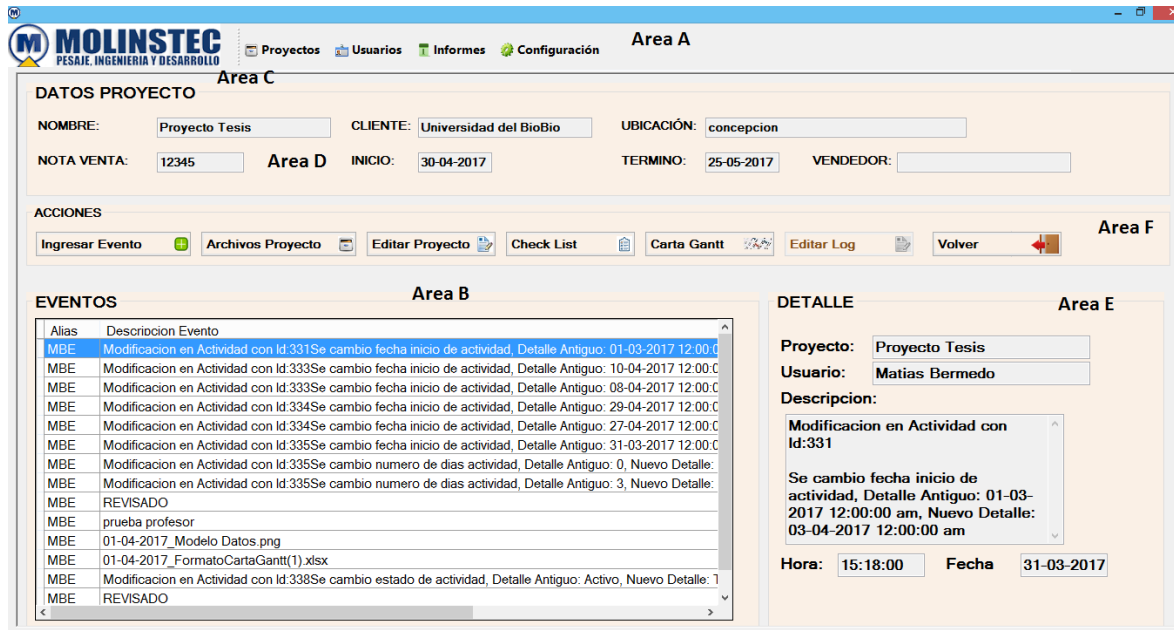 M MOLINSTEC
PESAJE, INGENIERIA Y DESARROLLO
Proyectos Usuarios Informes Configuración Area A
Area C
DATOS PROYECTO
NOMBRE: Proyecto Tesis CLIENTE: Universidad del BioBio UBICACIÓN: concepcion
NOTA VENTA: 12345 Area D INICIO: 30-04-2017 TERMINO: 25-05-2017 VENDEDOR:
ACCIONES
Area F
Ingresar Evento Archivos Proyecto Editar Proyecto Check List Carta Gantt Editar Log Volver
Area B
EVENTOS
Alias Descripcion Evento
MBE Modificacion en Actividad con Id:331Se cambio fecha inicio de actividad, Detalle Antiguo: 01-03-2017 12:00:0
MBE Modificacion en Actividad con Id:333Se cambio fecha inicio de actividad, Detalle Antiguo: 10-04-2017 12:00:0
MBE Modificacion en Actividad con Id:333Se cambio fecha inicio de actividad, Detalle Antiguo: 08-04-2017 12:00:0
MBE Modificacion en Actividad con Id:334Se cambio fecha inicio de actividad, Detalle Antiguo: 29-04-2017 12:00:0
MBE Modificacion en Actividad con Id:334Se cambio fecha inicio de actividad, Detalle Antiguo: 27-04-2017 12:00:0
MBE Modificacion en Actividad con Id:335Se cambio fecha inicio de actividad, Detalle Antiguo: 31-03-2017 12:00:0
MBE Modificacion en Actividad con Id:335Se cambio numero de dias actividad, Detalle Antiguo: 0, Nuevo Detalle:
MBE Modificacion en Actividad con Id:335Se cambio numero de dias actividad, Detalle Antiguo: 3, Nuevo Detalle:
MBE REVISADO
MBE prueba profesor
MBE 01-04-2017_Modelo Datos.png
MBE 01-04-2017_FormatoCartaGantt(1).xlsx
MBE Modificacion en Actividad con Id:338Se cambio estado de actividad, Detalle Antiguo: Activo, Nuevo Detalle: T
MBE REVISADO
DETALLE Area E
Proyecto: Proyecto Tesis
Usuario: Matias Bermedo
Descripcion:
Modificacion en Actividad con
Id:331
Se cambio fecha inicio de
actividad, Detalle Antiguo: 01-03-
2017 12:00:00 am, Nuevo Detalle:
03-04-2017 12:00:00 am
Hora: 15:18:00 Fecha 31-03-2017